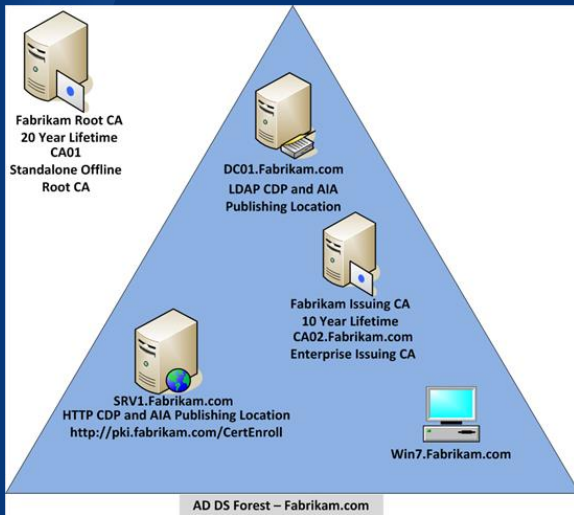 Fabrikam Root CA
20 Year Lifetime
CA01
Standalone Offline
Root CA
DC01.Fabrikam.com
LDAP CDP and AIA
Publishing Location
Fabrikam Issuing CA
10 Year Lifetime
CA02.Fabrikam.com
Enterprise Issuing CA
SRV1.Fabrikam.com
HTTP CDP and AIA Publishing Location
http://pki.fabrikam.com/CertEnroll
Win7.Fabrikam.com
AD DS Forest – Fabrikam.com